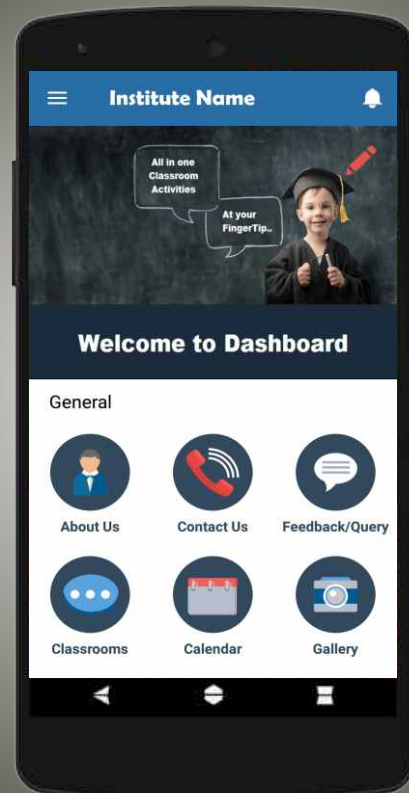 Institute Name
All in one
Classroom
Activities
At your
FingerTip..
Welcome to Dashboard
General
About Us
Contact Us
Feedback/Query
Classrooms
Calendar
Gallery